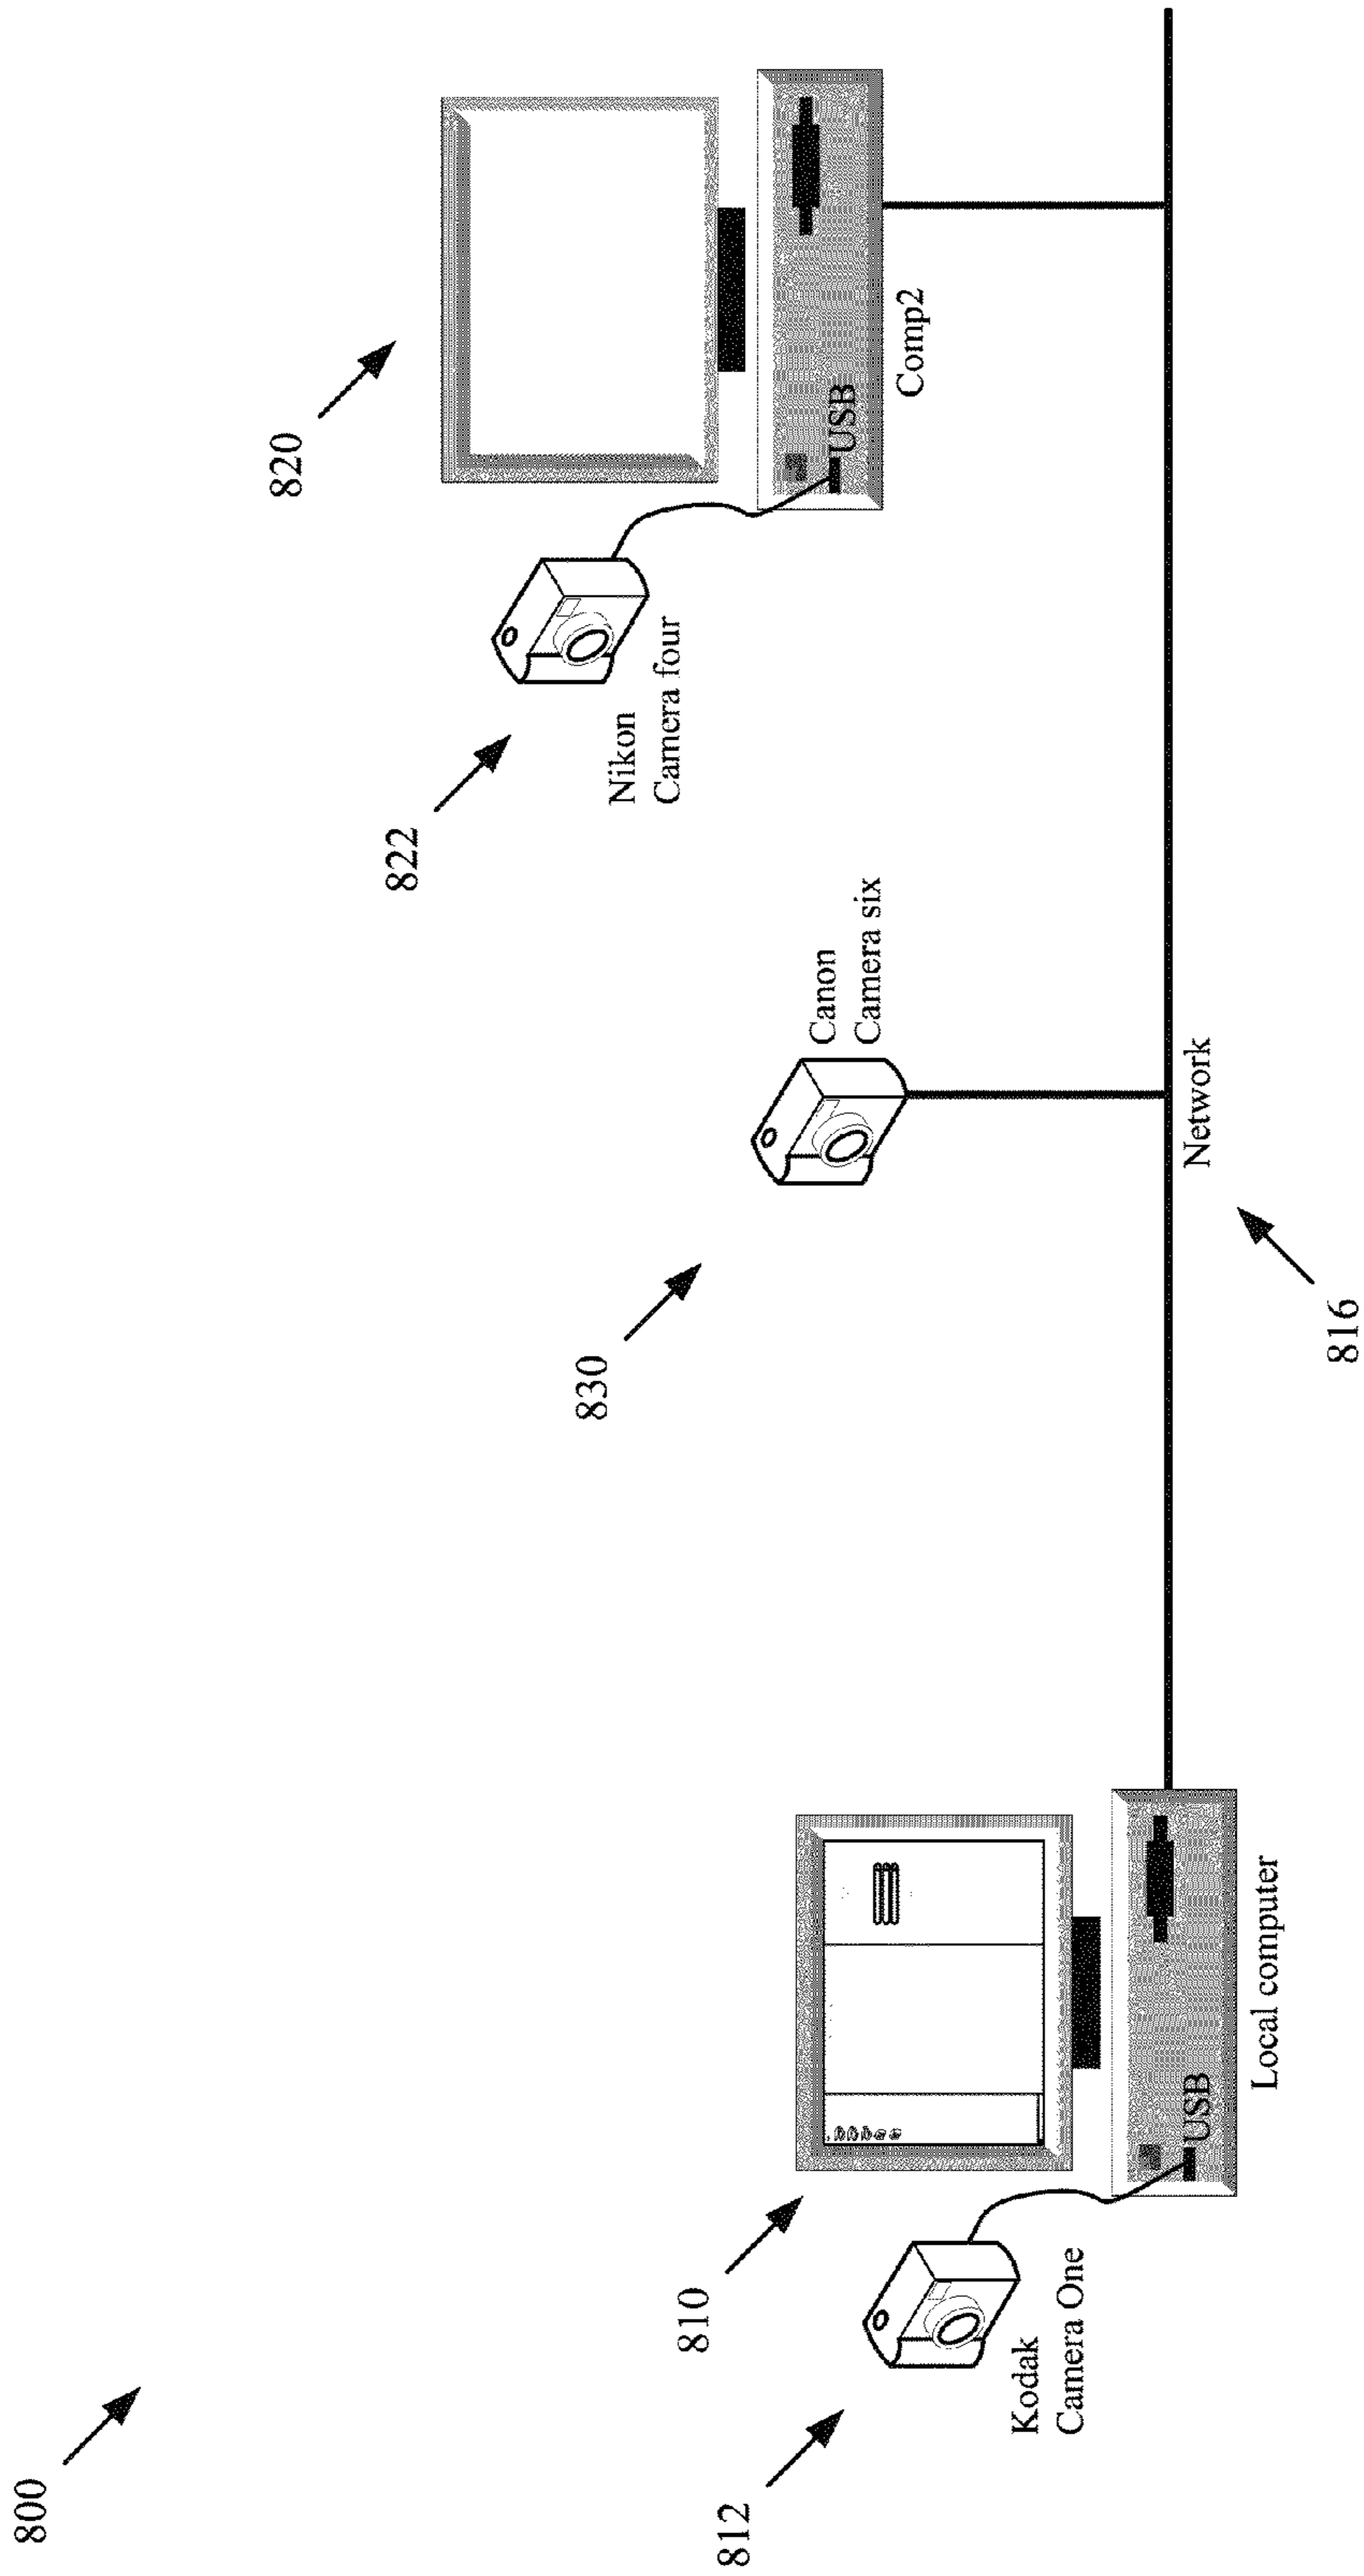 800
820
822
Nikon
Camera four
USB
Comp2
830
Canon
Camera six
810
812
Kodak
Camera One
USB
Local computer
Network
816